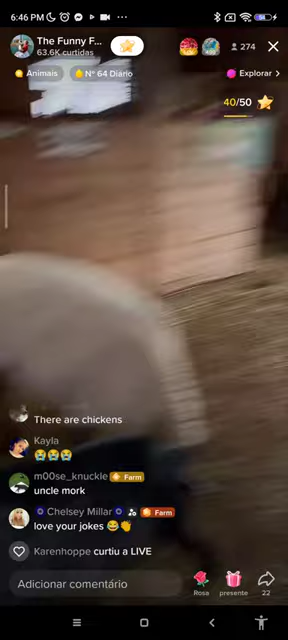 6:46 PM
54
The Funny F...
63.6K curtidas
274
Animais
Nº 64 Diário
Explorar
40/50
There are chickens
Kayla
😭😭😭
m00se_knuckle Farm
uncle mork
Chelsey Millar Farm
love your jokes 😂👏
Karenhoppe curtiu a LIVE
Adicionar comentário
Rosa
presente
22